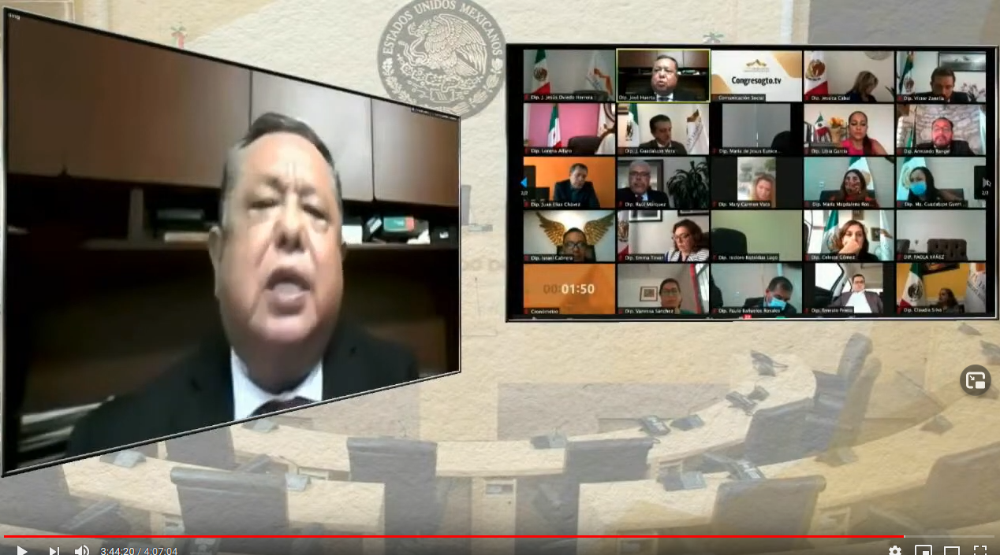 ESTADOS UNIDOS MEXICANOS
Dip. J. Jesús Oviedo Herrera
Dip. José Huerta
Congresogto.tv
Comunicación Social
Dip. Jessica Cabal
Dip. Victor Zanella
Dip. Lorena Alfaro
Dip. J. Guadalupe Vera
Dip. Maria de Jesus Eunice...
Dip. Libia García
Dip. Armando Rangel
Dip. Juan Elías Chávez
Dip. Raúl Márquez
Dip. Mary Carmen Vaca
Dip. María Magdalena Ros...
Dip. Ma. Guadalupe Guerr...
2/2
2/2
Dip. Israel Cabrera
Dip. Emma Tovar
Dip. Isidoro Bazaldúa Lugo
Dip. Celeste Gómez
DIP. PAOLA YÁÑEZ
00:01:50
Cronómetro
Dip. Vanessa Sánchez
Dip. Paulo Bañuelos Rosales
Dip. Ernesto Prieto
Dip. Claudia Silva
3:44:20 / 4:07:04